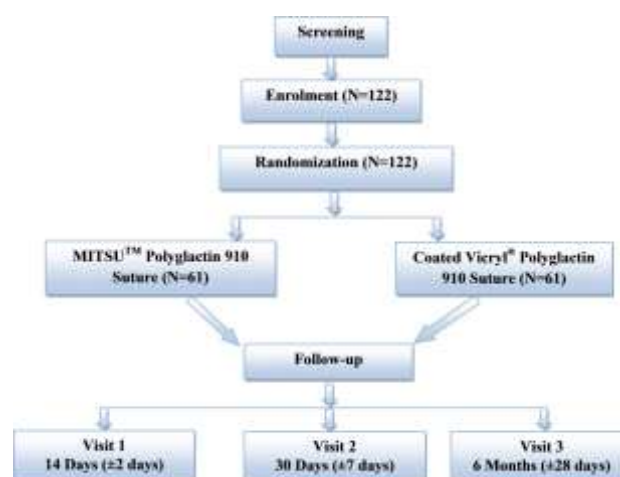 Screening
Enrolment (N=122)
Randomization (N=122)
MITSU™ Polyglactin 910
Suture (N=61)
Coated Vicryl® Polyglactin
910 Suture (N=61)
Follow-up
Visit 1
14 Days (±2 days)
Visit 2
30 Days (±7 days)
Visit 3
6 Months (±28 days)